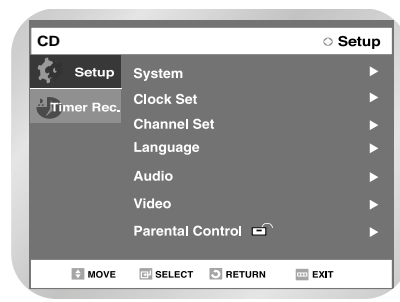 CD Setup
Setup System
Clock Set
Timer Rec.
Channel Set
Language
Audio
Video
Parental Control
MOVE SELECT RETURN EXIT